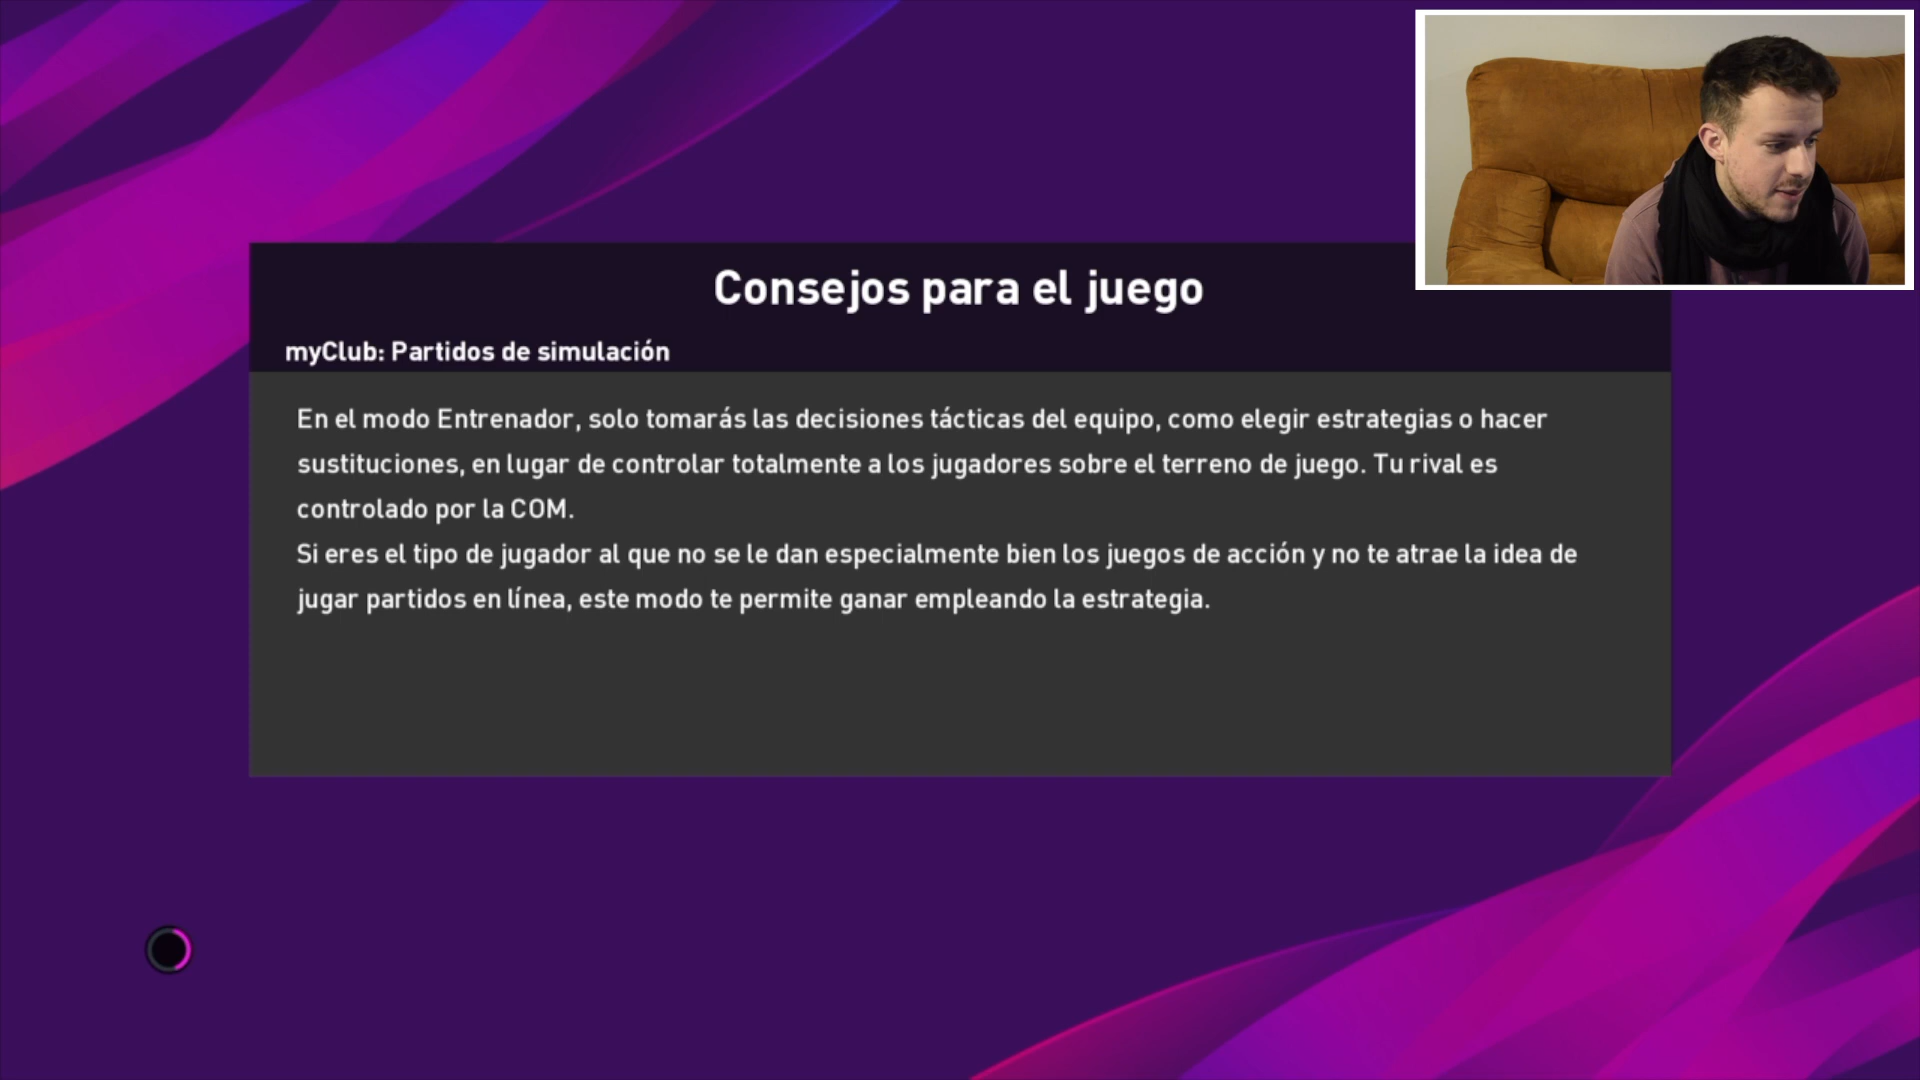 Consejos para el juego
myClub: Partidos de simulación
En el modo Entrenador, solo tomarás las decisiones tácticas del equipo, como elegir estrategias o hacer
sustituciones, en lugar de controlar totalmente a los jugadores sobre el terreno de juego. Tu rival es
controlado por la COM.
Si eres el tipo de jugador al que no se le dan especialmente bien los juegos de acción y no te atrae la idea de
jugar partidos en línea, este modo te permite ganar empleando la estrategia.